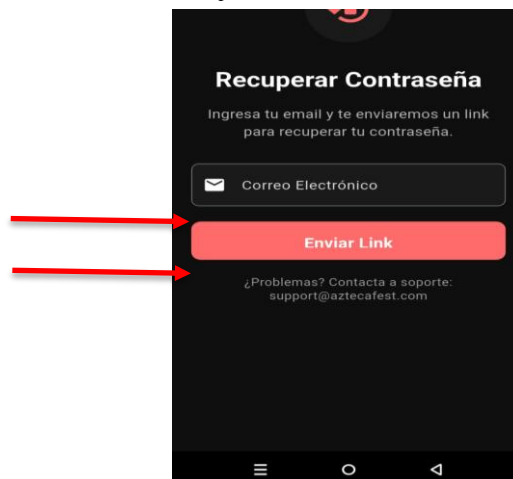 Recuperar Contraseña
Ingresa tu email y te enviaremos un link
para recuperar tu contraseña.
Correo Electrónico
Enviar Link
¿Problemas? Contacta a soporte:
support@aztecafest.com